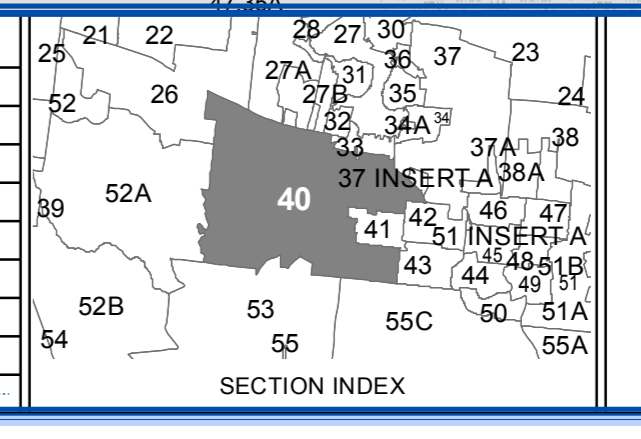 28 27 30
21 22 36 37 23
25 27A 31
26 27B 35 24
52 32 34A 34
33 37A 38
37 INSERT A 38A
52A 40
39 42 46 47
41 51 INSERT A
43 45 48 51B
44 49 51
52B 53 55C 50 51A
54 55 55A
SECTION INDEX